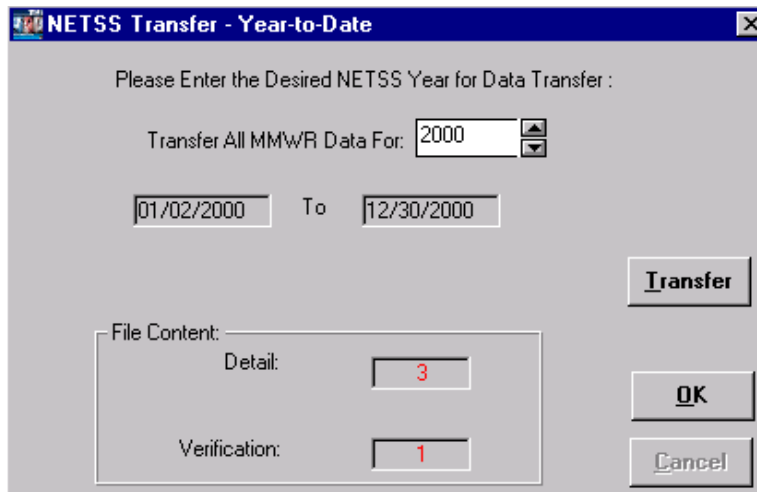 NETSS Transfer - Year-to-Date
Please Enter the Desired NETSS Year for Data Transfer :
Transfer All MMWR Data For: 2000
01/02/2000 To 12/30/2000
Transfer
File Content:
Detail: 3
OK
Verification: 1
Cancel